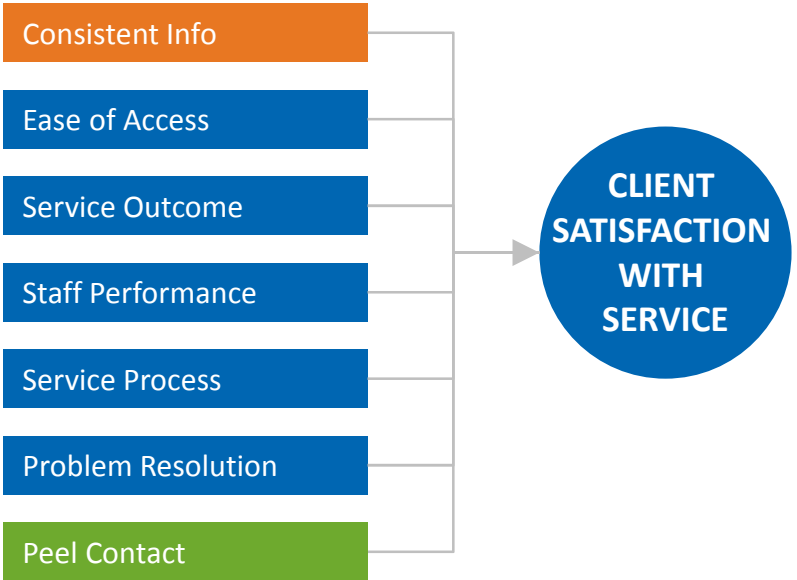 Consistent Info
Ease of Access
Service Outcome
Staff Performance
Service Process
Problem Resolution
Peel Contact
CLIENT
SATISFACTION
WITH
SERVICE